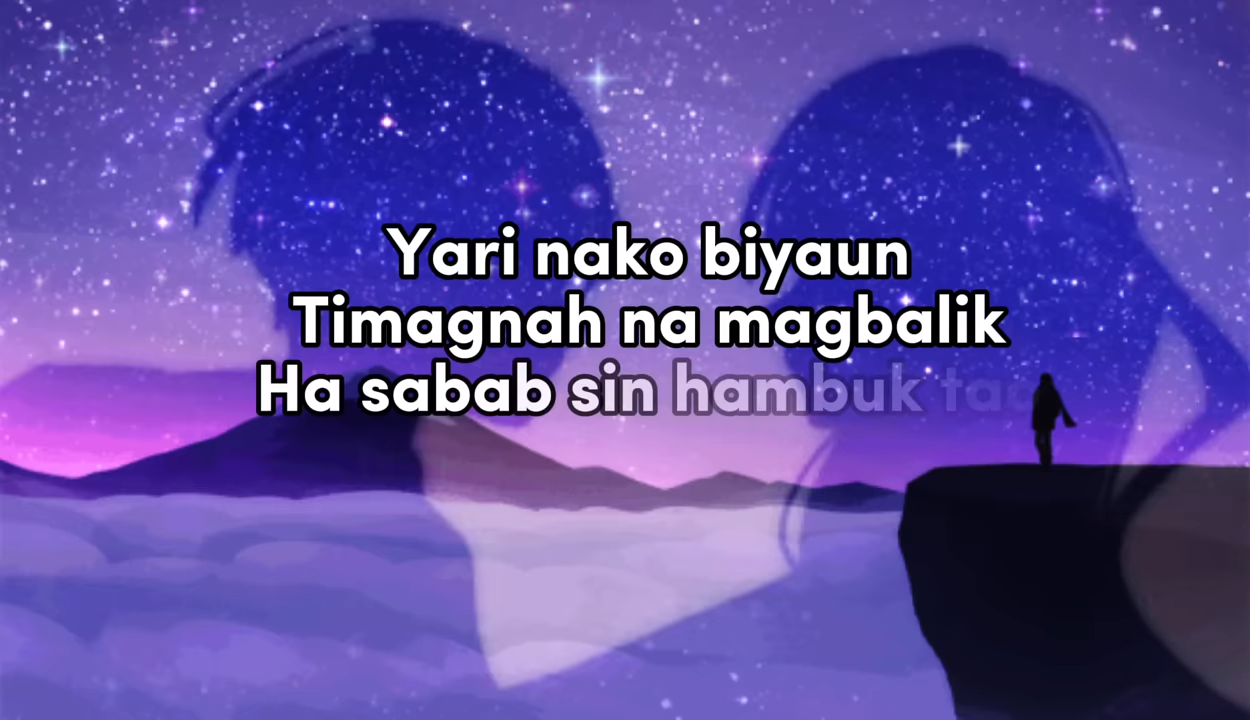 Yari nako biyaun
Timagnah na magbalik
Ha sabab sin hambuk